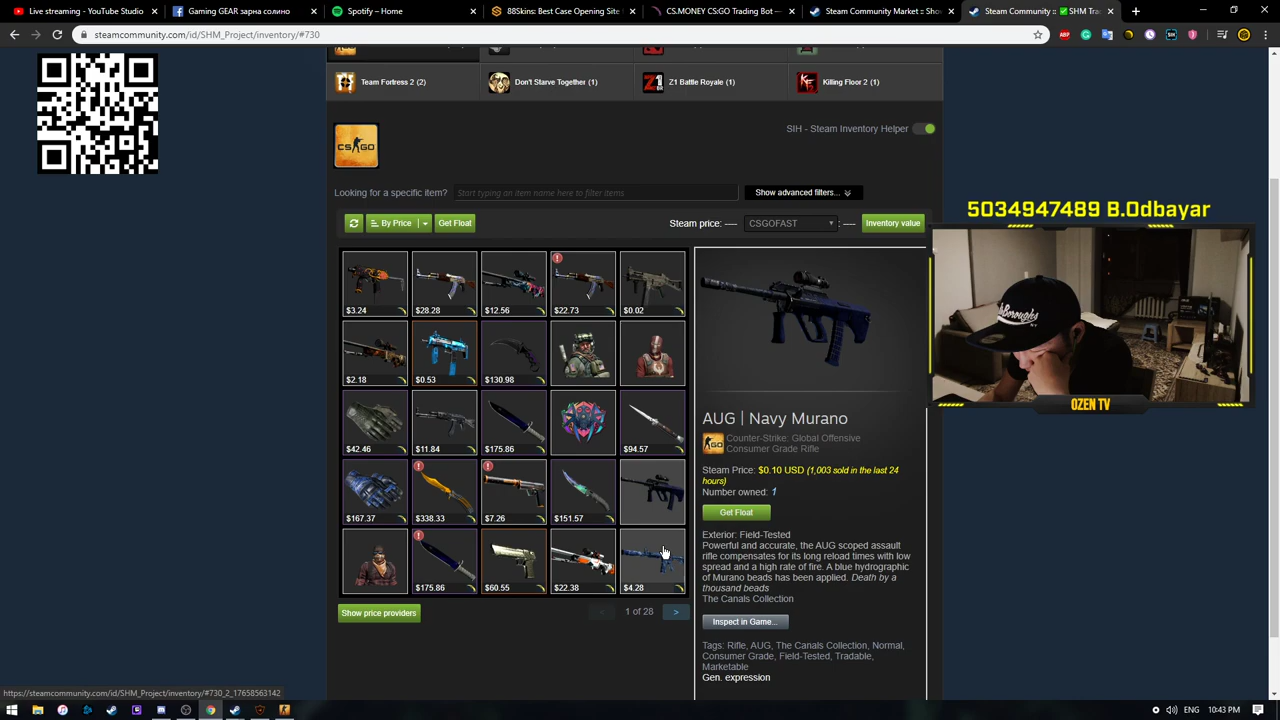 (1) YouTube Studio
Gaming GEAR зарна солио
Spotify – Home
88Skins: Best Case Opening Site
CS.MONEY CSGO Trading Bot —
Steam Community Market :: Sho
Steam Community :: ✅ SHM Tra
steamcommunity.com/id/SHM_Project/inventory/#730
Team Fortress 2 (2)
Don't Starve Together (1)
Z1 Battle Royale (1)
Killing Floor 2 (1)
CS:GO
SIH - Steam Inventory Helper
Looking for a specific item?
Start typing an item name here to filter items
Show advanced filters...
By Price
Get Float
Steam price: ----
CSGOFAST
: ----
Inventory value
5034947489 B.Odbayar
$3.24
$28.28
$12.56
$22.73
$0.02
$2.18
$0.53
$130.98
$42.46
$11.84
$175.86
$94.57
$167.37
$338.33
$7.26
$151.57
$175.86
$60.55
$22.38
$4.28
Show price providers
<
1 of 28
>
AUG | Navy Murano
Counter-Strike: Global Offensive
Consumer Grade Rifle
Steam Price: $0.10 USD (1,003 sold in the last 24
hours)
Number owned: 1
Get Float
Exterior: Field-Tested
Powerful and accurate, the AUG scoped assault
rifle compensates for its long reload times with low
spread and a high rate of fire. A blue hydrographic
of Murano beads has been applied. Death by a
thousand beads
The Canals Collection
Inspect in Game...
Tags: Rifle, AUG, The Canals Collection, Normal,
Consumer Grade, Field-Tested, Tradable,
Marketable
Gen. expression
OZEN TV
https://steamcommunity.com/id/SHM_Project/inventory/#730_2_17658563142
ENG
10:43 PM